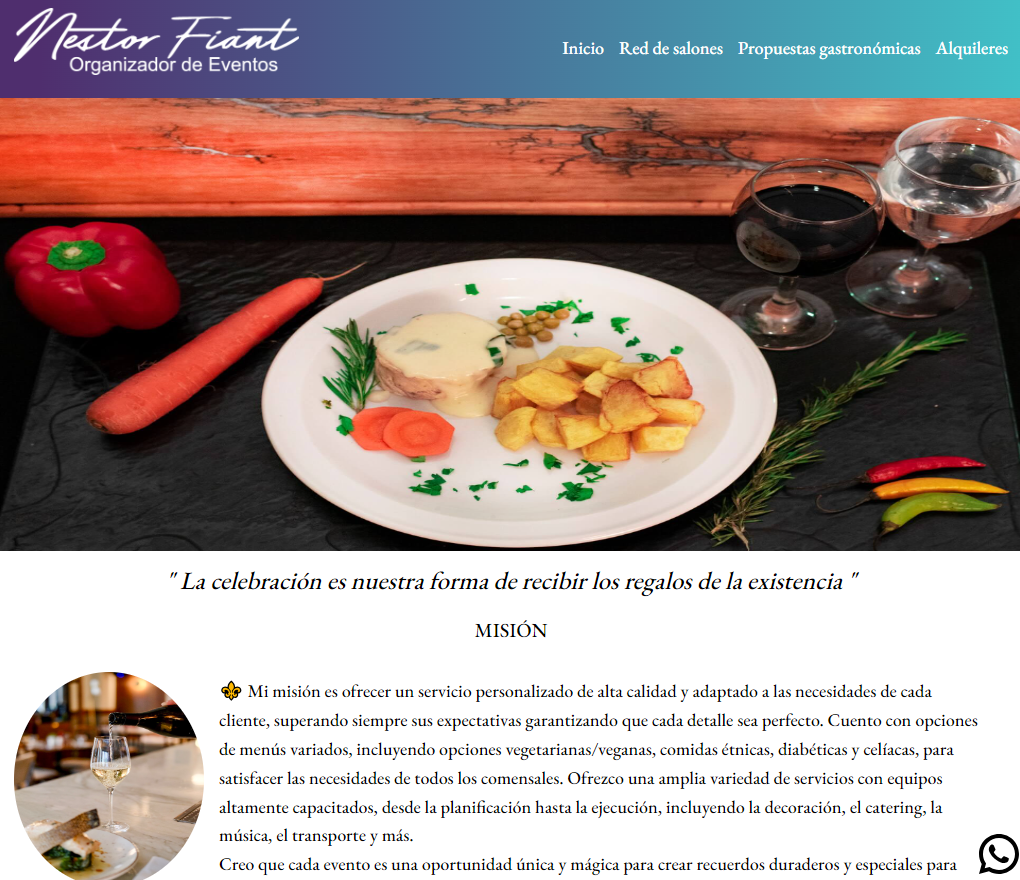 Nestor Fiant
Organizador de Eventos
Inicio Red de salones Propuestas gastronómicas Alquileres
" La celebración es nuestra forma de recibir los regalos de la existencia "
MISIÓN
⚜ Mi misión es ofrecer un servicio personalizado de alta calidad y adaptado a las necesidades de cada
cliente, superando siempre sus expectativas garantizando que cada detalle sea perfecto. Cuento con opciones
de menús variados, incluyendo opciones vegetarianas/veganas, comidas étnicas, diabéticas y celíacas, para
satisfacer las necesidades de todos los comensales. Ofrezco una amplia variedad de servicios con equipos
altamente capacitados, desde la planificación hasta la ejecución, incluyendo la decoración, el catering, la
música, el transporte y más.
Creo que cada evento es una oportunidad única y mágica para crear recuerdos duraderos y especiales para